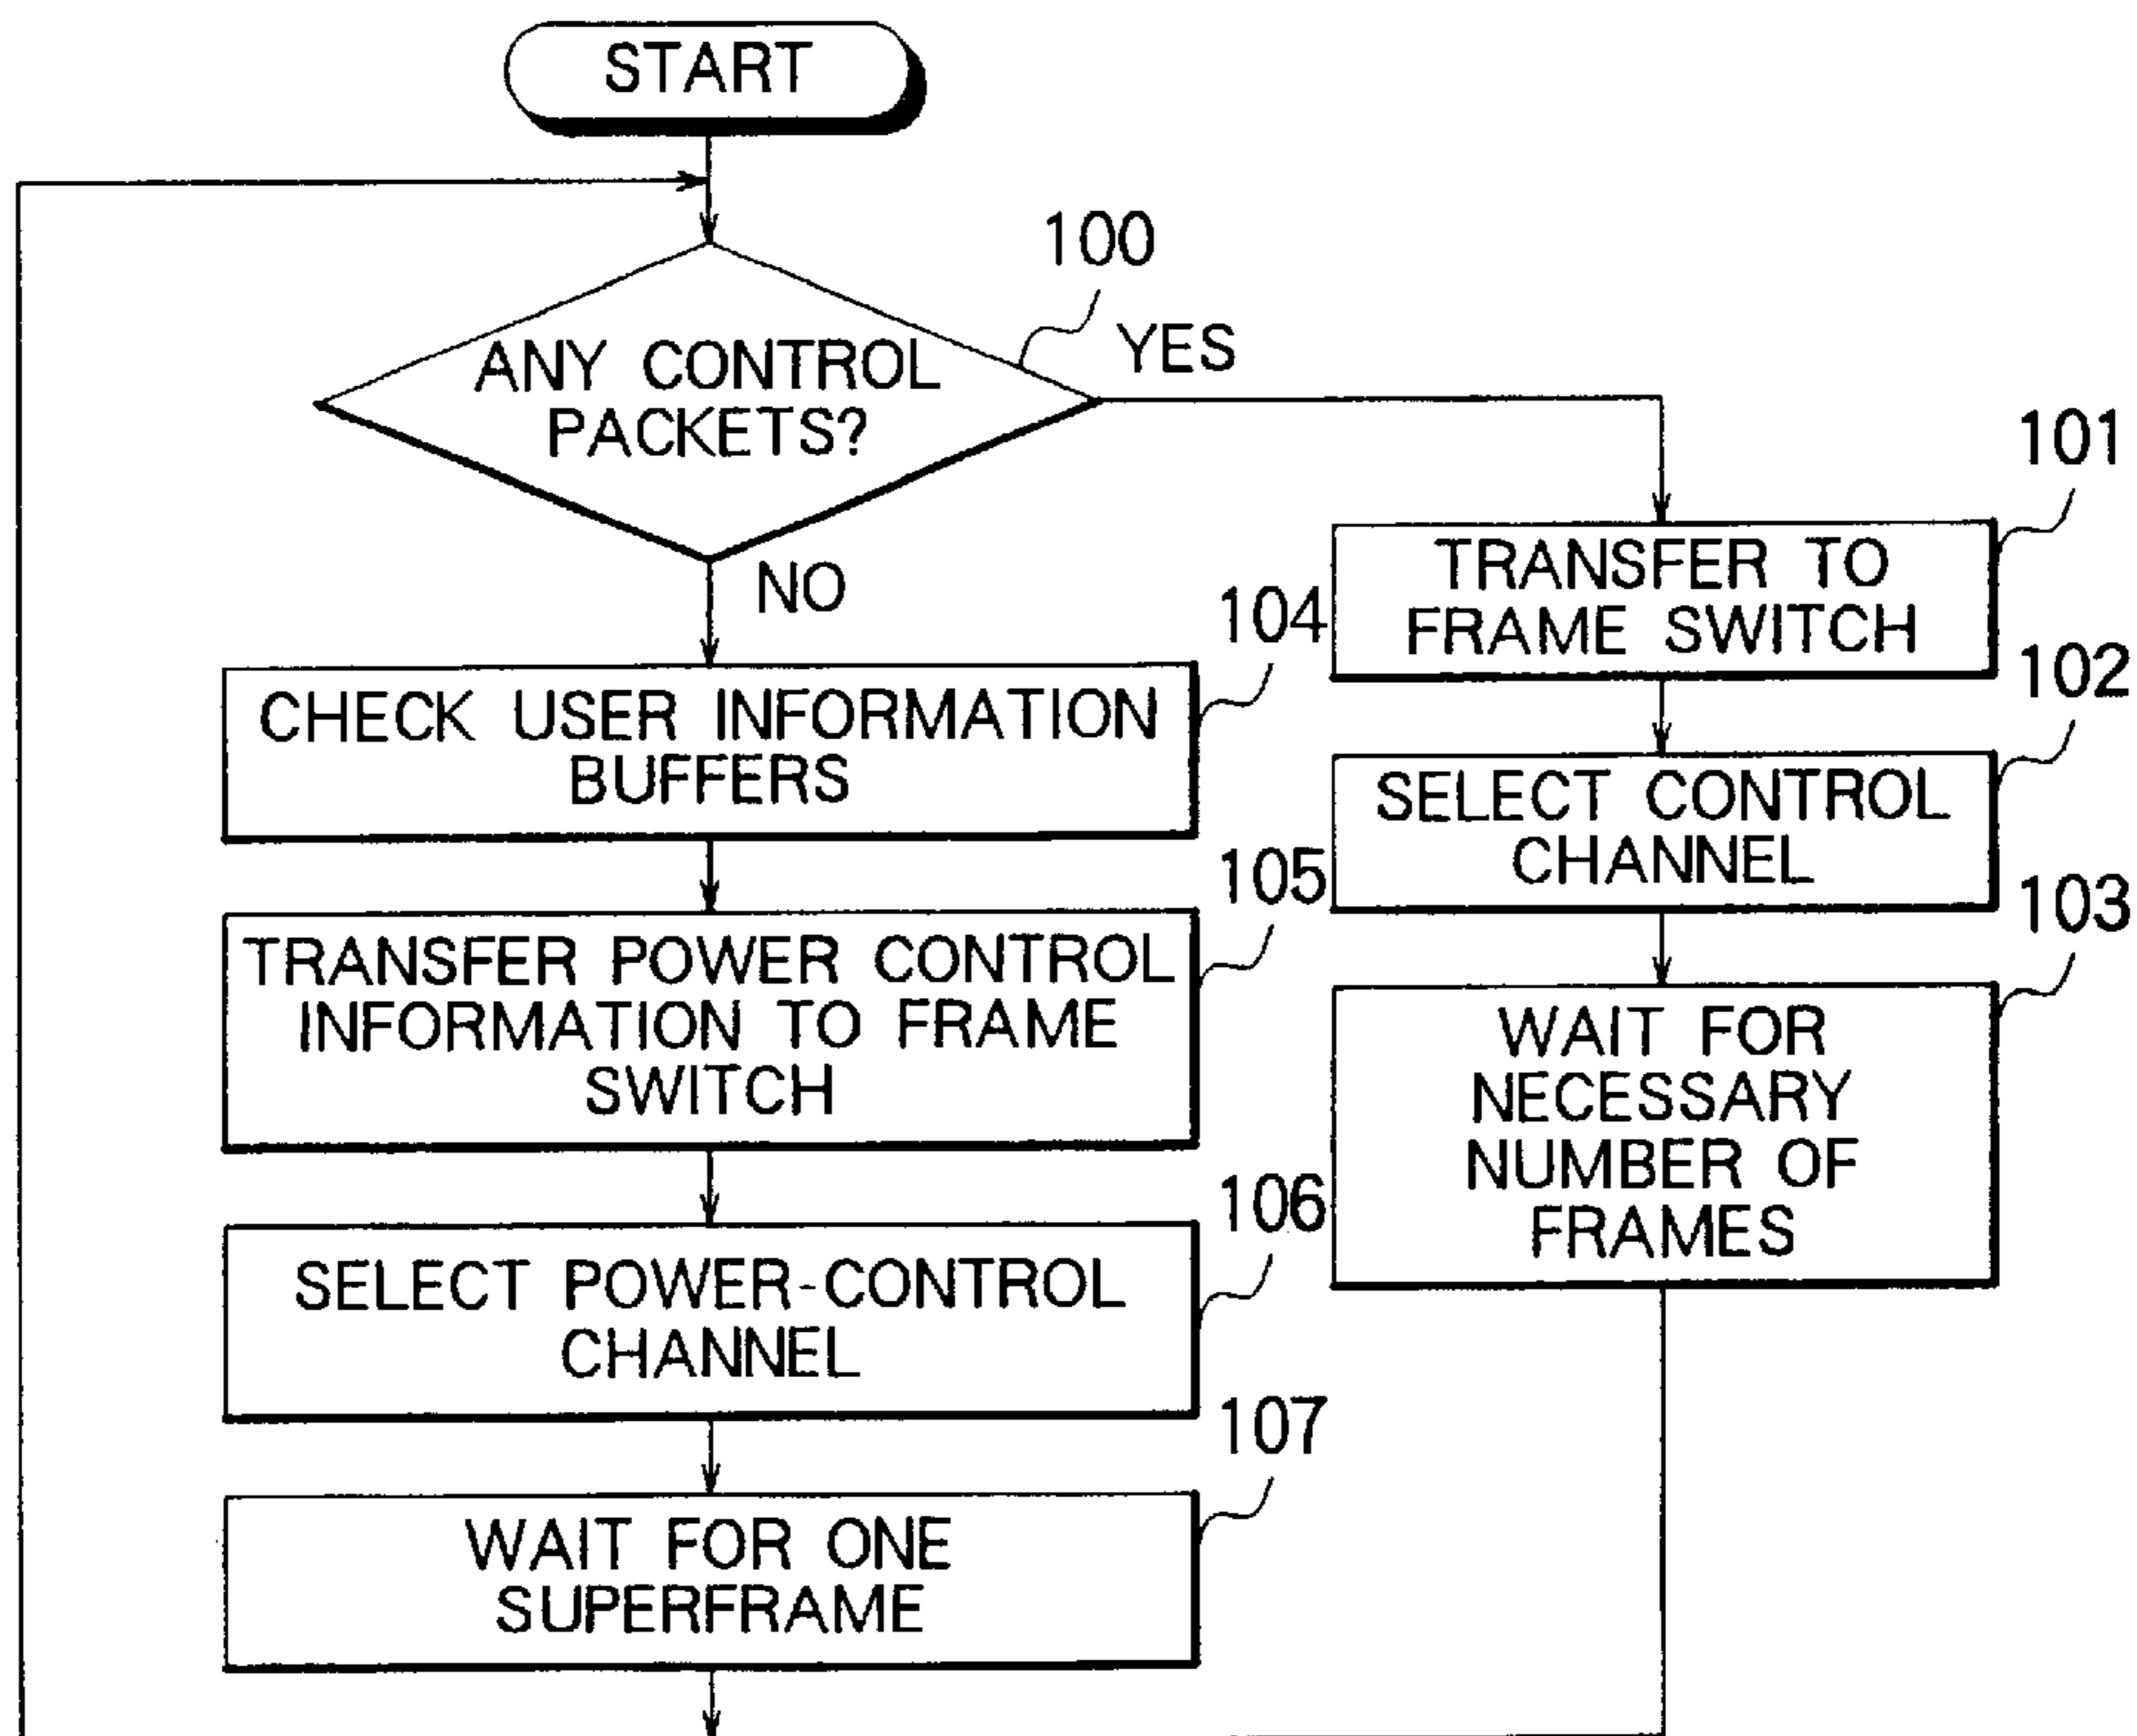 START
100
ANY CONTROL
PACKETS?
YES
NO
101
TRANSFER TO
FRAME SWITCH
102
SELECT CONTROL
CHANNEL
103
WAIT FOR
NECESSARY
NUMBER OF
FRAMES
104
CHECK USER INFORMATION
BUFFERS
105
TRANSFER POWER CONTROL
INFORMATION TO FRAME
SWITCH
106
SELECT POWER-CONTROL
CHANNEL
107
WAIT FOR ONE
SUPERFRAME